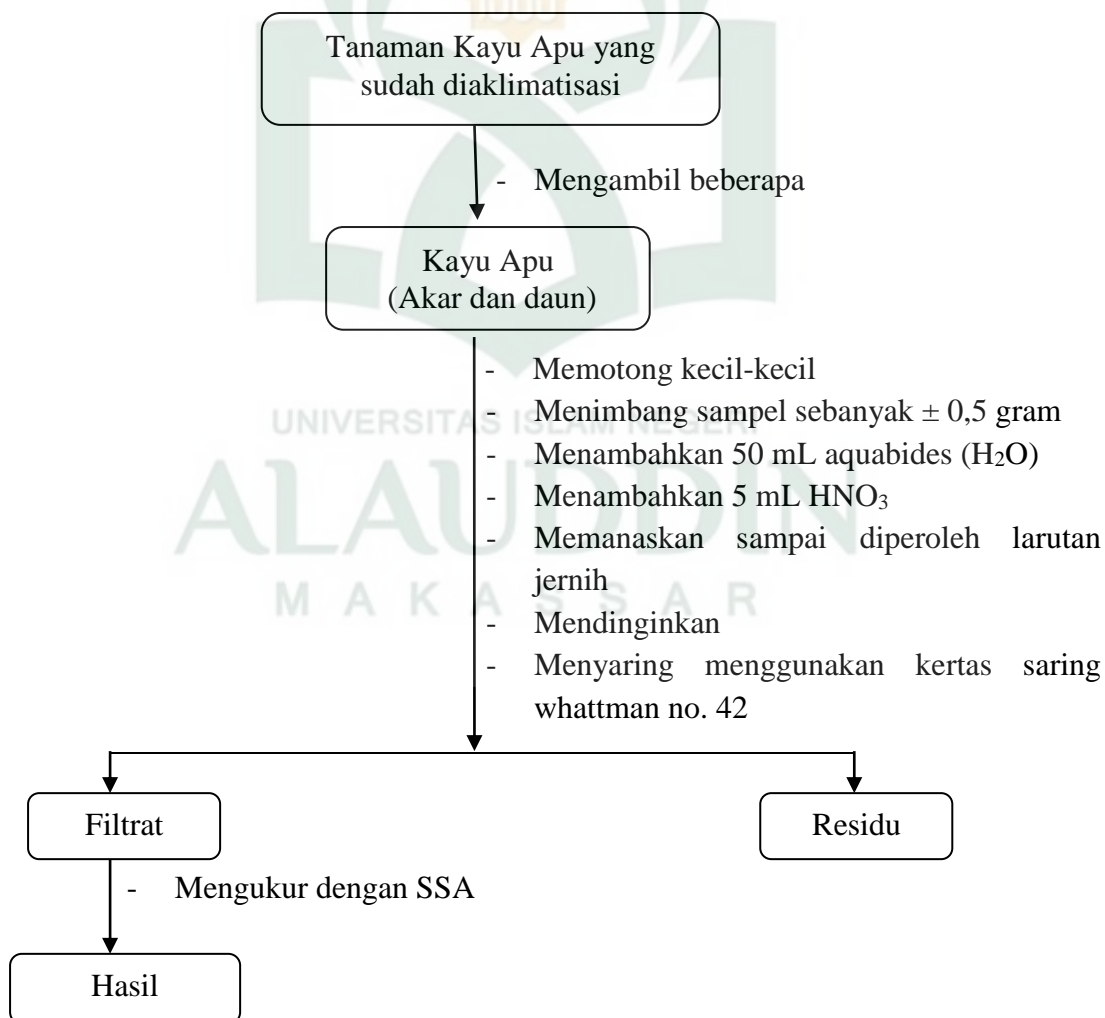 1000
Tanaman Kayu Apu yang
sudah diaklimatisasi
- Mengambil beberapa
Kayu Apu
(Akar dan daun)
- Memotong kecil-kecil
- Menimbang sampel sebanyak ± 0,5 gram
- Menambahkan 50 mL aquabides (H₂O)
- Menambahkan 5 mL HNO₃
- Memanaskan sampai diperoleh larutan
jernih
- Mendinginkan
- Menyaring menggunakan kertas saring
whattman no. 42
UNIVERSITAS ISLAM NEGERI
ALAUDDIN
MAKASSAR
Filtrat
Residu
- Mengukur dengan SSA
Hasil